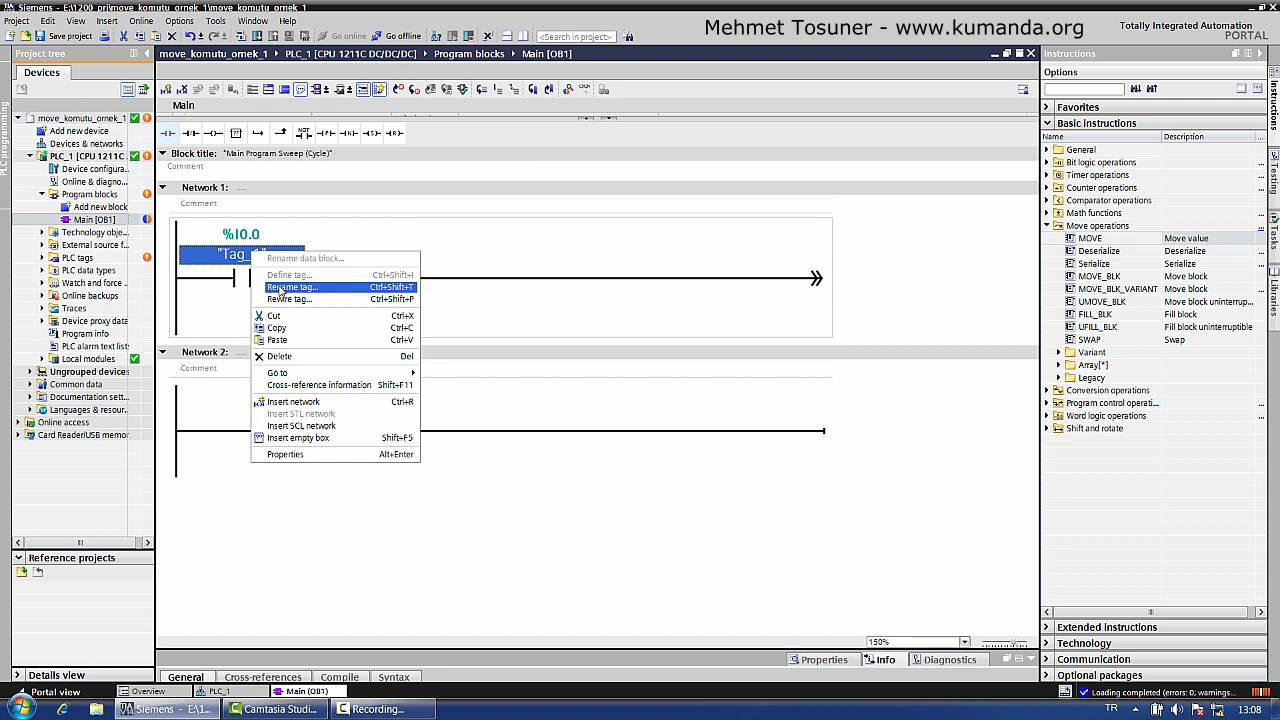 Siemens - E:\1200_prj\move_komutu_ornek_1\move_komutu_ornek_1
Project Edit View Insert Online Options Tools Window Help
Mehmet Tosuner - www.kumanda.org
Totally Integrated Automation
PORTAL
Save project
Go online
Go offline
<Search in project>
Project tree
move_komutu_ornek_1 PLC_1 [CPU 1211C DC/DC/DC] Program blocks Main [OB1]
Instructions
Devices
Options
Main
Favorites
Basic instructions
Name Description
move_komutu_ornek_1
Add new device
Devices & networks
PLC_1 [CPU 1211C ...
Device configura...
Online & diagno...
Program blocks
Add new block
Main [OB1]
Technology obj...
External source f...
PLC tags
PLC data types
Watch and force ...
Online backups
Traces
Device proxy data
Program info
PLC alarm text lists
Local modules
Ungrouped devices
Common data
Documentation sett...
Languages & resour...
Online access
Card Reader/USB memor...
Reference projects
Details view
Block title: "Main Program Sweep (Cycle)"
Comment
Network 1: .....
Comment
%I0.0
"Tag_
Rename data block...
Define tag... Ctrl+Shift+I
Rename tag... Ctrl+Shift+T
Rewire tag... Ctrl+Shift+P
Cut Ctrl+X
Copy Ctrl+C
Paste Ctrl+V
Delete Del
Go to
Cross-reference information Shift+F11
Insert network Ctrl+R
Insert STL network
Insert SCL network
Insert empty box Shift+F5
Properties Alt+Enter
Network 2: .....
Comment
General
Bit logic operations
Timer operations
Counter operations
Comparator operations
Math functions
Move operations
MOVE Move value
Deserialize Deserialize
Serialize Serialize
MOVE_BLK Move block
MOVE_BLK_VARIANT Move block
UMOVE_BLK Move block uninterrup...
FILL_BLK Fill block
UFILL_BLK Fill block uninterruptible
SWAP Swap
Variant
Array[*]
Legacy
Conversion operations
Program control operati...
Word logic operations
Shift and rotate
Extended instructions
Technology
Communication
Optional packages
Instructions
Testing
Tasks
Libraries
PLC programming
150%
Properties Info Diagnostics
General Cross-references Compile Syntax
Portal view Overview PLC_1 Main (OB1)
Loading completed (errors: 0; warnings...
Siemens - E:\1... Camtasia Studi... Recording...
TR 13:08